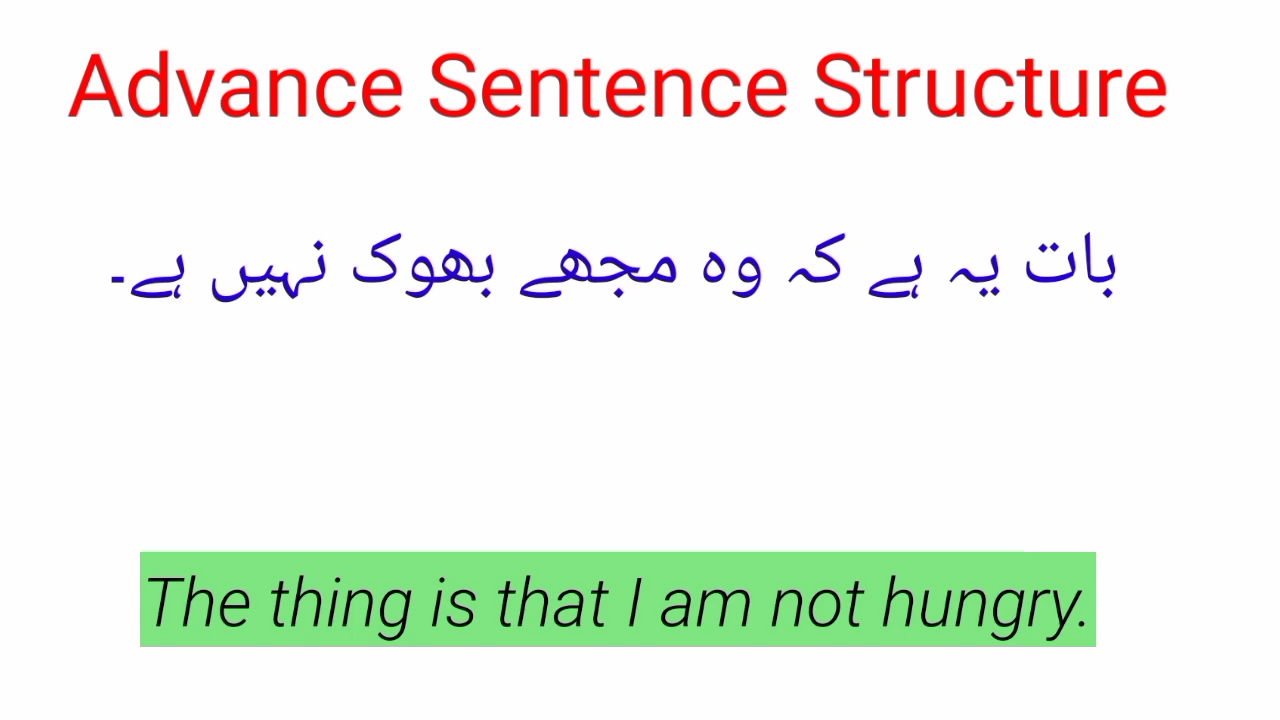 Advance Sentence Structure
بات یہ ہے کہ وہ مجھے بھوک نہیں ہے۔
The thing is that I am not hungry.